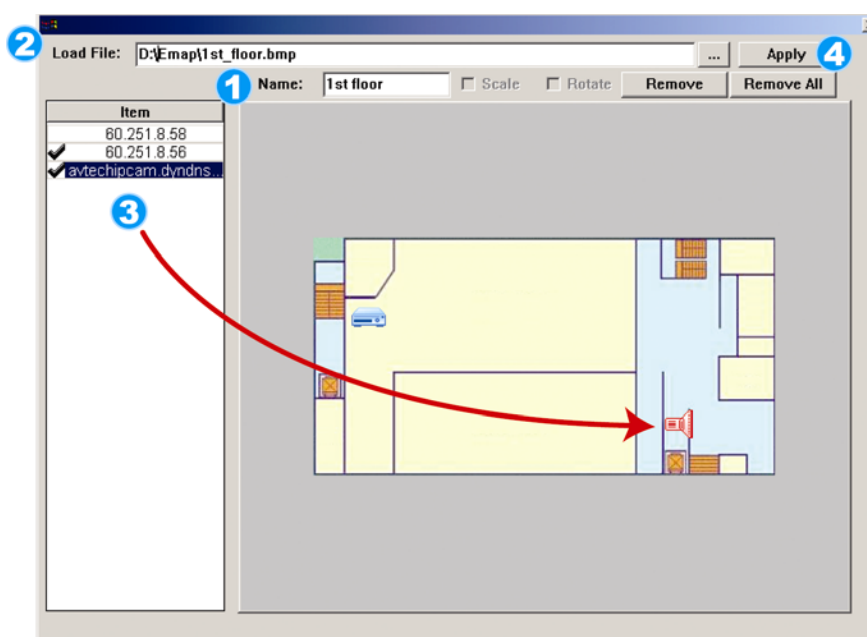 2 Load File: D:\Emap\1st_floor.bmp ... Apply 4
1 Name: 1st floor Scale Rotate Remove Remove All
Item
60.251.8.58
60.251.8.56
avtechipcam.dyndns...
3